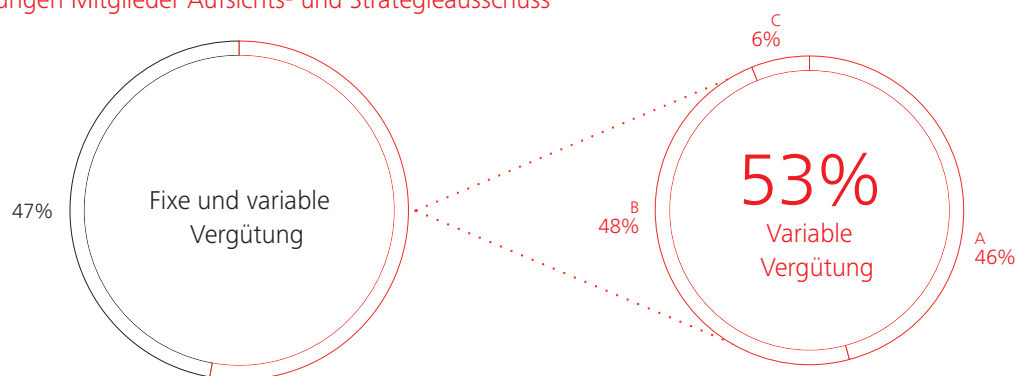 Mitglieder Aufsichts- und Strategieausschuss
47%
Fixe und variable
Vergütung
C
6%
B
48%
53%
Variable
Vergütung
A
46%